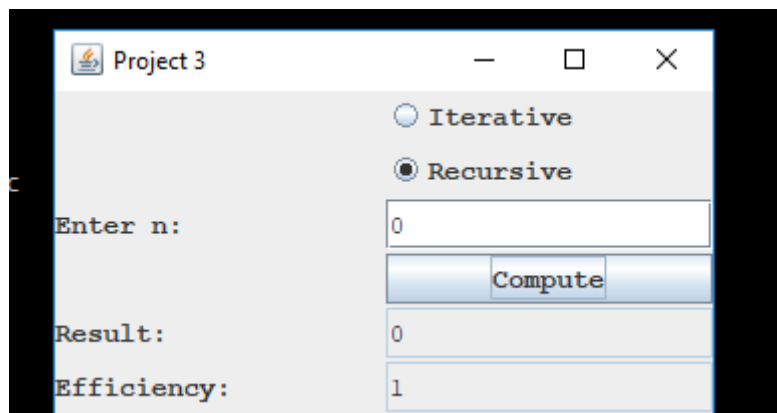 Project 3
Iterative
c
Recursive
Enter n: 0
Compute
Result: 0
Efficiency: 1